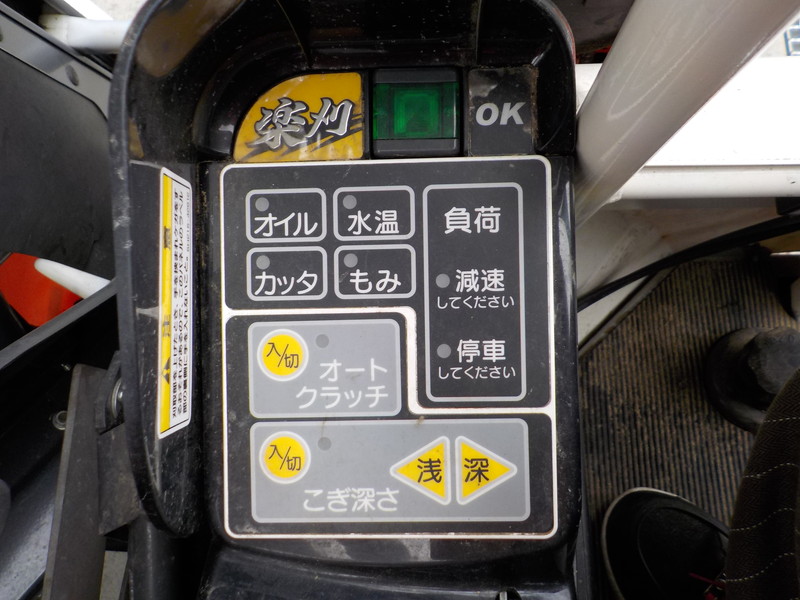 楽刈
OK
オイル
水温
カッタ
もみ
負荷
減速
してください
停車
してください
入/切
オート
クラッチ
入/切
こぎ深さ
浅
深